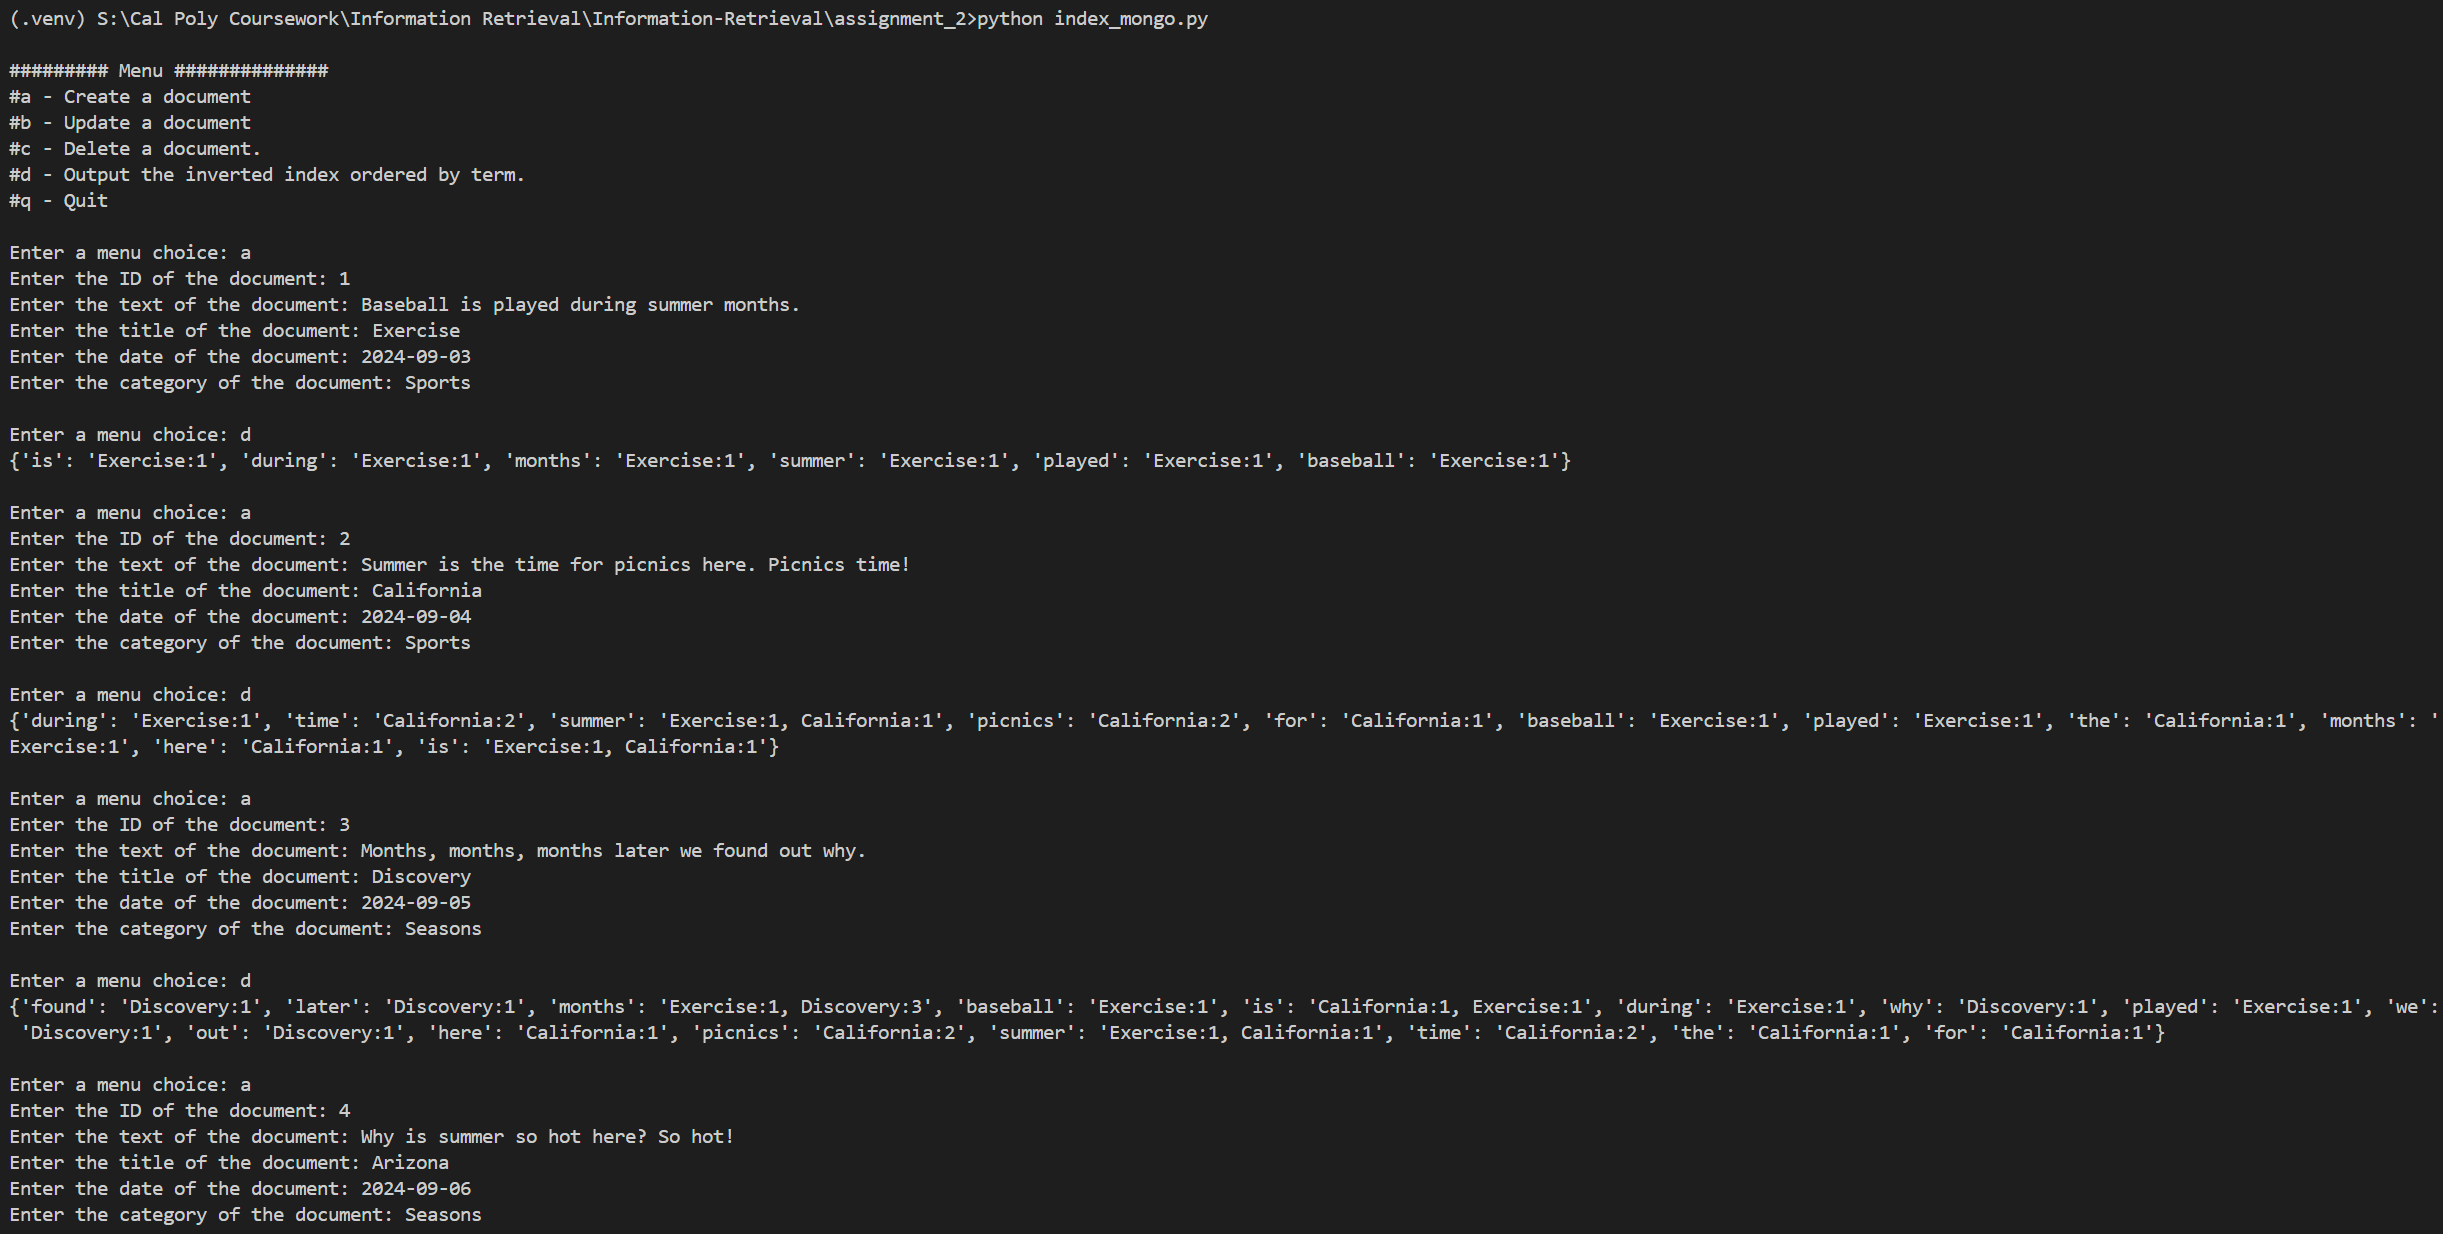 (.venv) S:\Cal Poly Coursework\Information Retrieval\Information-Retrieval\assignment_2>python index_mongo.py
######### Menu ##############
#a - Create a document
#b - Update a document
#c - Delete a document.
#d - Output the inverted index ordered by term.
#q - Quit
Enter a menu choice: a
Enter the ID of the document: 1
Enter the text of the document: Baseball is played during summer months.
Enter the title of the document: Exercise
Enter the date of the document: 2024-09-03
Enter the category of the document: Sports
Enter a menu choice: d
{'is': 'Exercise:1', 'during': 'Exercise:1', 'months': 'Exercise:1', 'summer': 'Exercise:1', 'played': 'Exercise:1', 'baseball': 'Exercise:1'}
Enter a menu choice: a
Enter the ID of the document: 2
Enter the text of the document: Summer is the time for picnics here. Picnics time!
Enter the title of the document: California
Enter the date of the document: 2024-09-04
Enter the category of the document: Sports
Enter a menu choice: d
{'during': 'Exercise:1', 'time': 'California:2', 'summer': 'Exercise:1, California:1', 'picnics': 'California:2', 'for': 'California:1', 'baseball': 'Exercise:1', 'played': 'Exercise:1', 'the': 'California:1', 'months': '
Exercise:1', 'here': 'California:1', 'is': 'Exercise:1, California:1'}
Enter a menu choice: a
Enter the ID of the document: 3
Enter the text of the document: Months, months, months later we found out why.
Enter the title of the document: Discovery
Enter the date of the document: 2024-09-05
Enter the category of the document: Seasons
Enter a menu choice: d
{'found': 'Discovery:1', 'later': 'Discovery:1', 'months': 'Exercise:1, Discovery:3', 'baseball': 'Exercise:1', 'is': 'California:1, Exercise:1', 'during': 'Exercise:1', 'why': 'Discovery:1', 'played': 'Exercise:1', 'we':
'Discovery:1', 'out': 'Discovery:1', 'here': 'California:1', 'picnics': 'California:2', 'summer': 'Exercise:1, California:1', 'time': 'California:2', 'the': 'California:1', 'for': 'California:1'}
Enter a menu choice: a
Enter the ID of the document: 4
Enter the text of the document: Why is summer so hot here? So hot!
Enter the title of the document: Arizona
Enter the date of the document: 2024-09-06
Enter the category of the document: Seasons